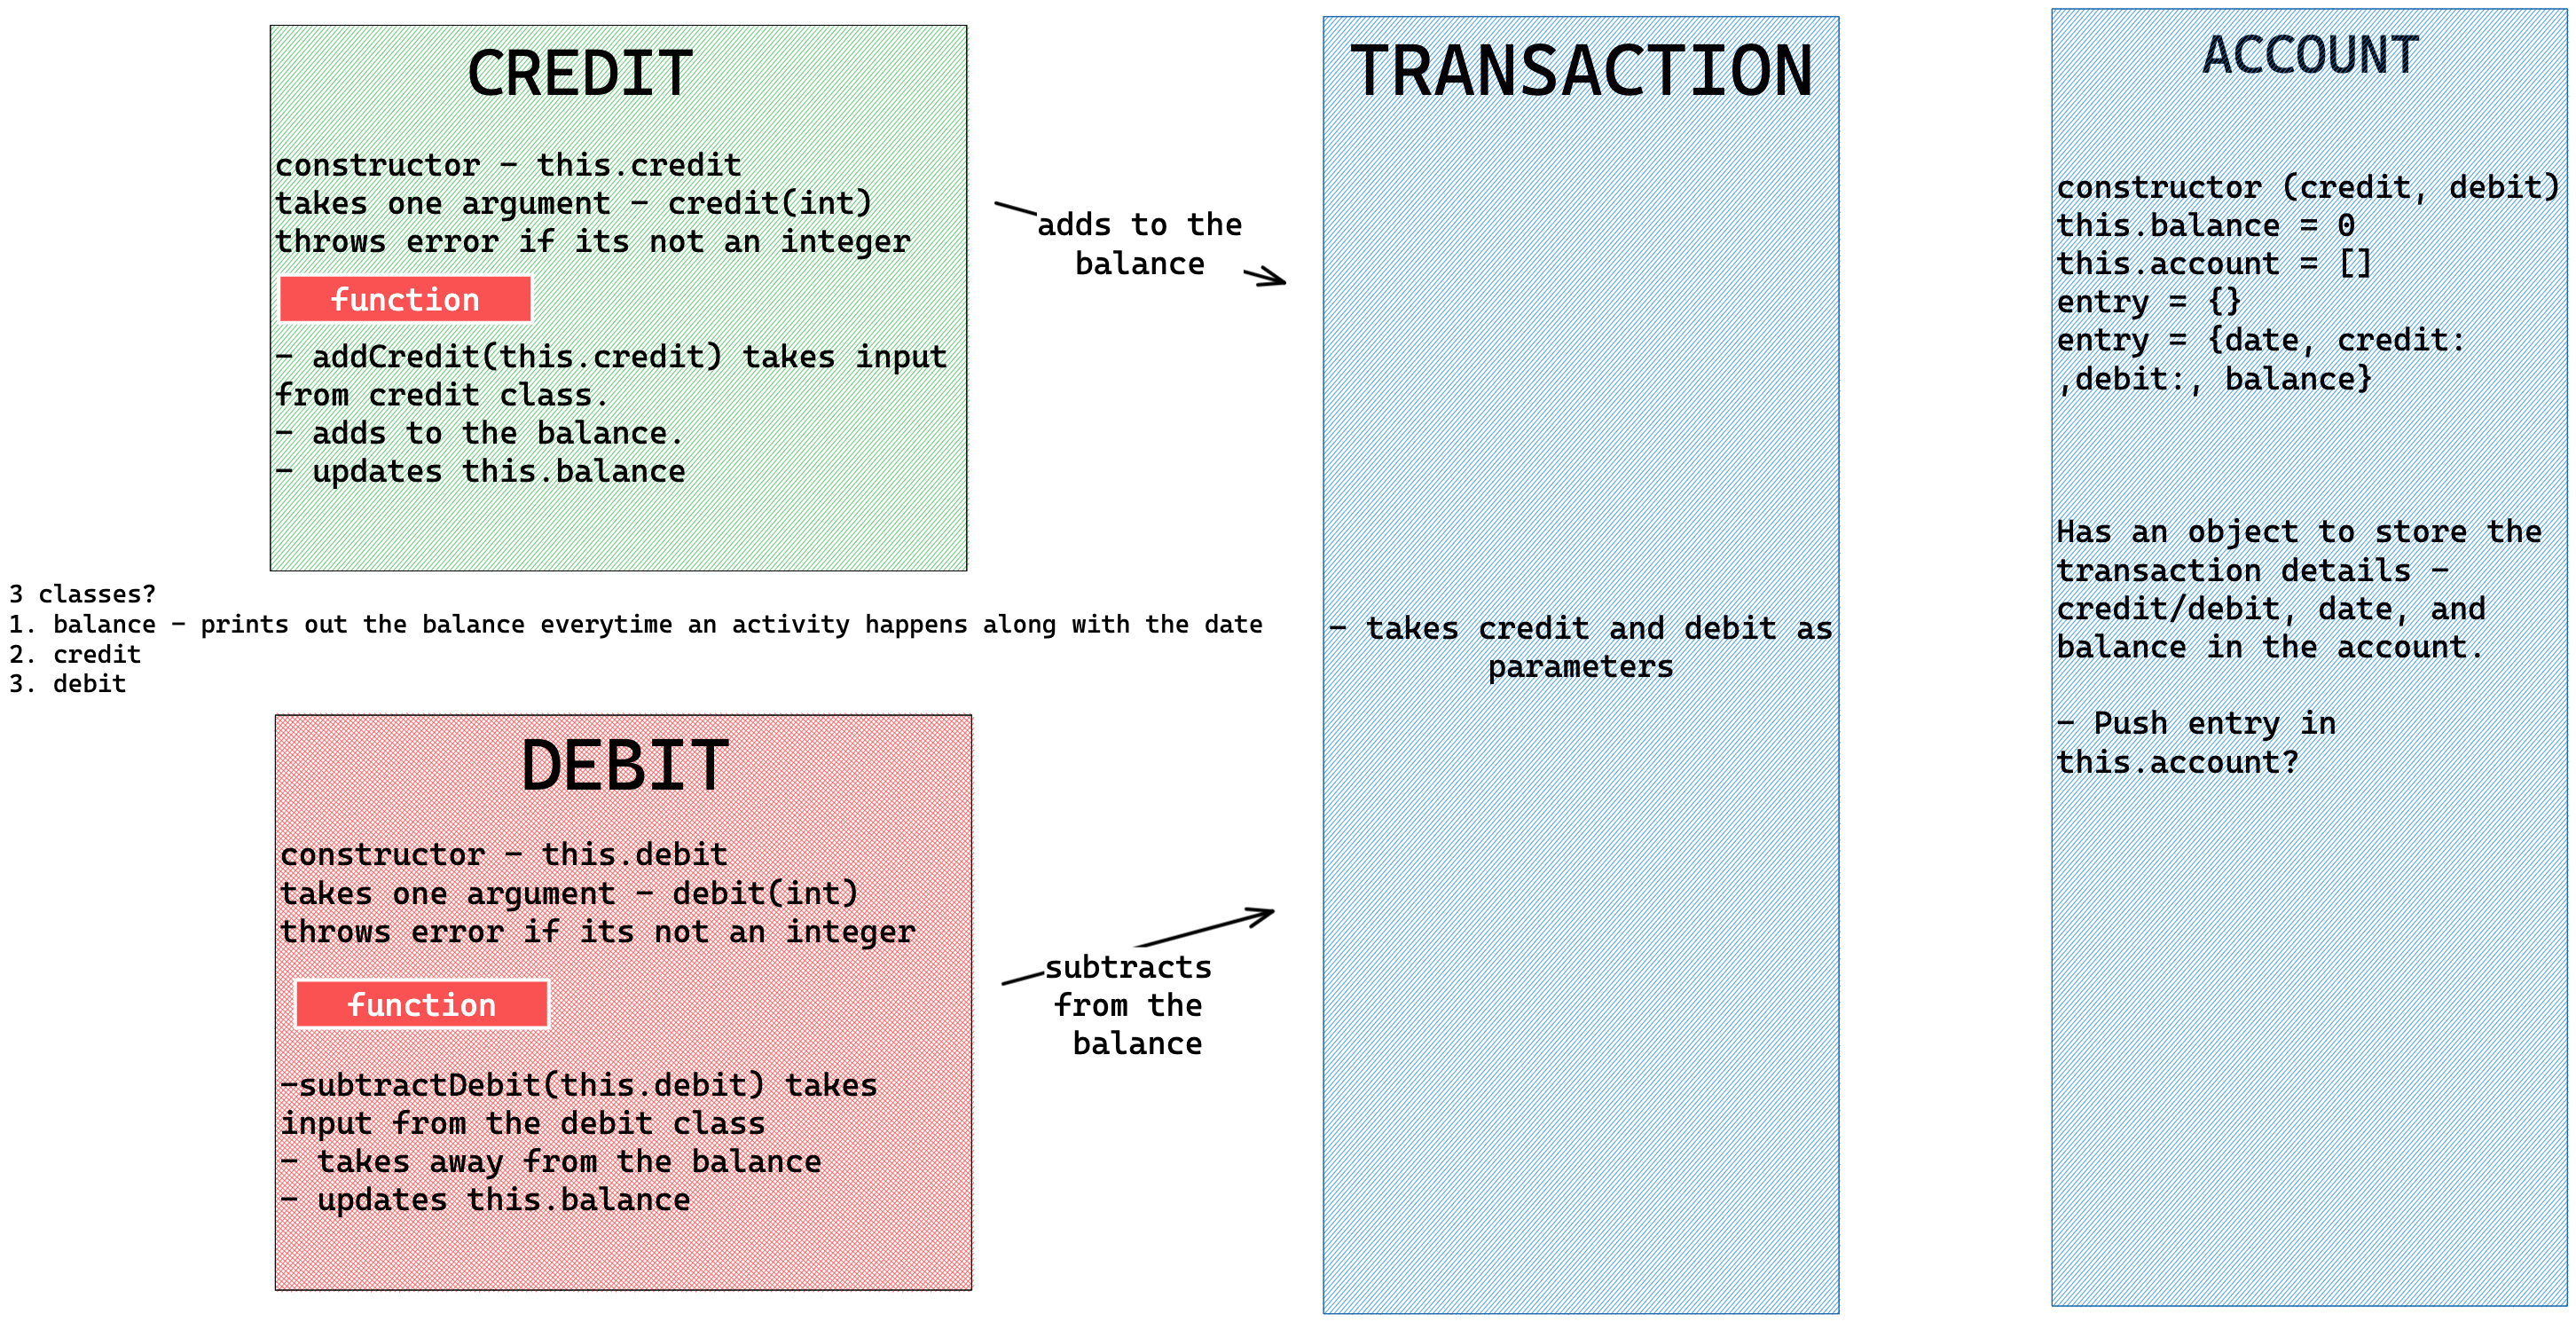 CREDIT
constructor - this.credit
takes one argument - credit(int)
throws error if its not an integer
function
- addCredit(this.credit) takes input
from credit class.
- adds to the balance.
- updates this.balance
adds to the
balance
3 classes?
1. balance - prints out the balance everytime an activity happens along with the date
2. credit
3. debit
DEBIT
constructor - this.debit
takes one argument - debit(int)
throws error if its not an integer
function
-subtractDebit(this.debit) takes
input from the debit class
- takes away from the balance
- updates this.balance
subtracts
from the
balance
TRANSACTION
- takes credit and debit as
parameters
ACCOUNT
constructor (credit, debit)
this.balance = 0
this.account = []
entry = {}
entry = {date, credit:
,debit:, balance}
Has an object to store the
transaction details -
credit/debit, date, and
balance in the account.
- Push entry in
this.account?